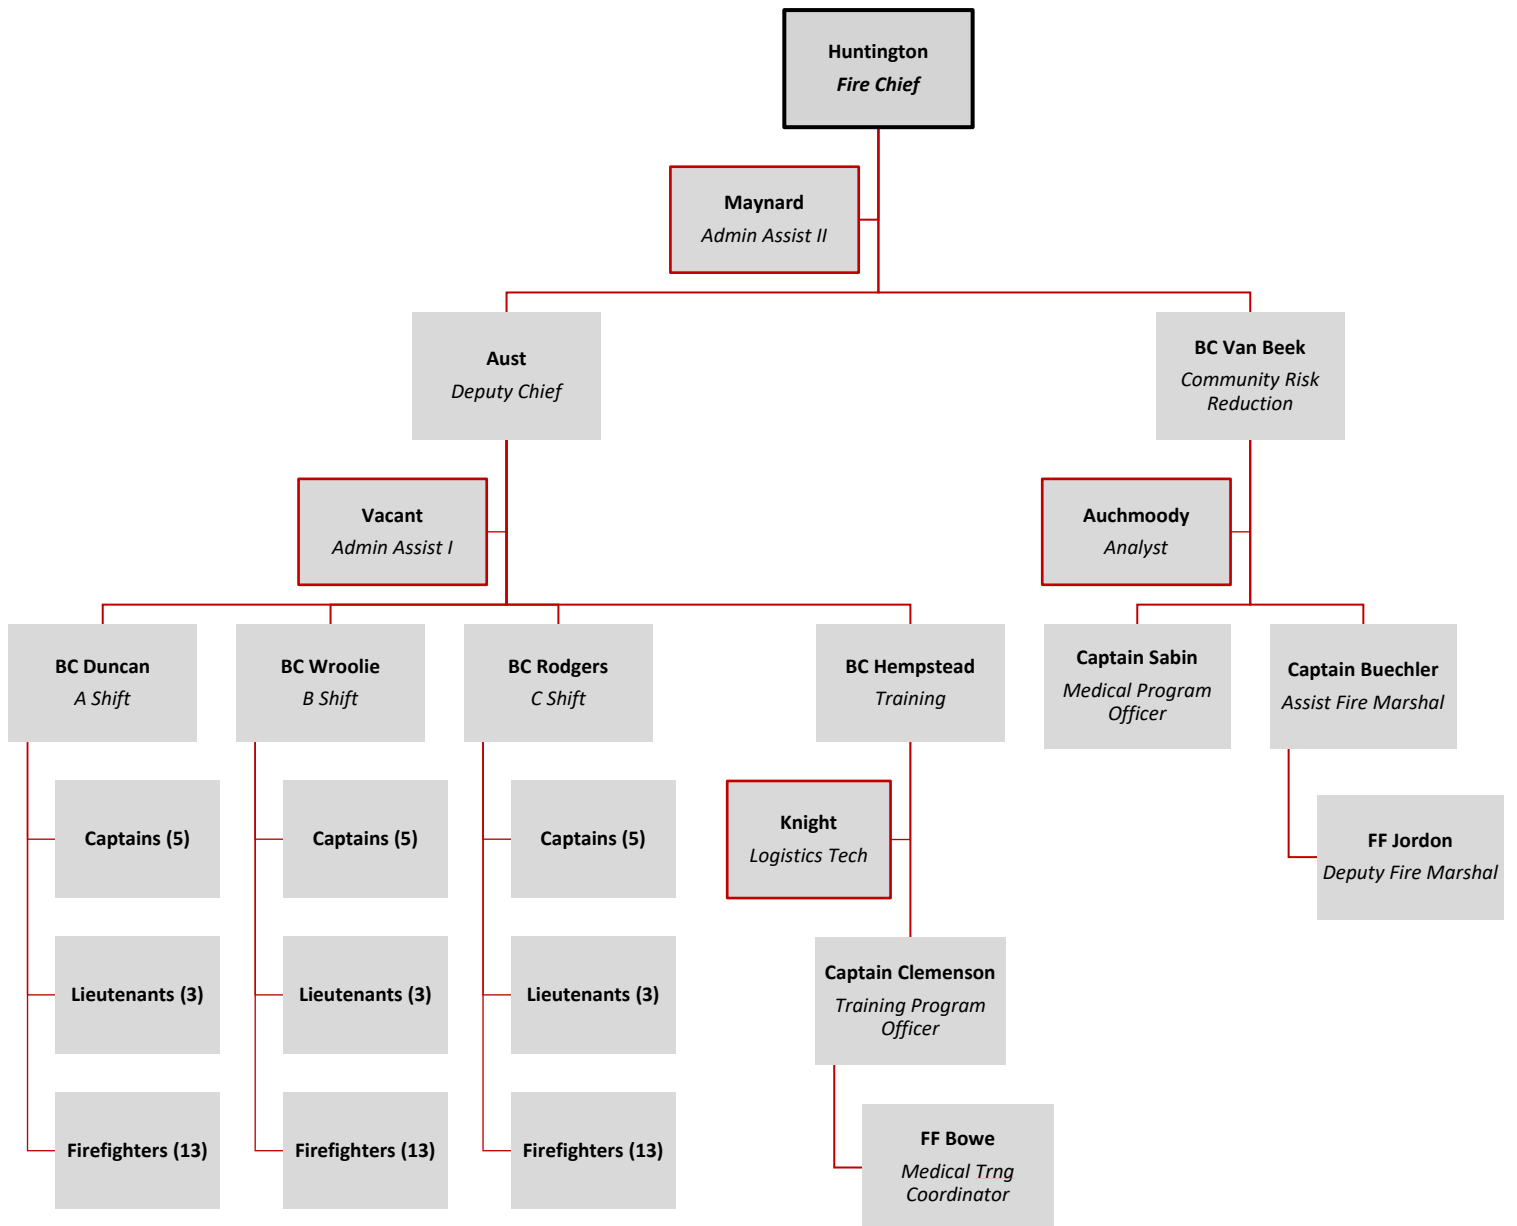 Huntington
Fire Chief
Maynard
Admin Assist II
Aust
Deputy Chief
BC Van Beek
Community Risk
Reduction
Vacant
Admin Assist I
Auchmoody
Analyst
BC Duncan
A Shift
BC Wroolie
B Shift
BC Rodgers
C Shift
BC Hempstead
Training
Captain Sabin
Medical Program
Officer
Captain Buechler
Assist Fire Marshal
Captains (5)
Captains (5)
Captains (5)
Knight
Logistics Tech
FF Jordon
Deputy Fire Marshal
Lieutenants (3)
Lieutenants (3)
Lieutenants (3)
Captain Clemenson
Training Program
Officer
Firefighters (13)
Firefighters (13)
Firefighters (13)
FF Bowe
Medical Trng
Coordinator